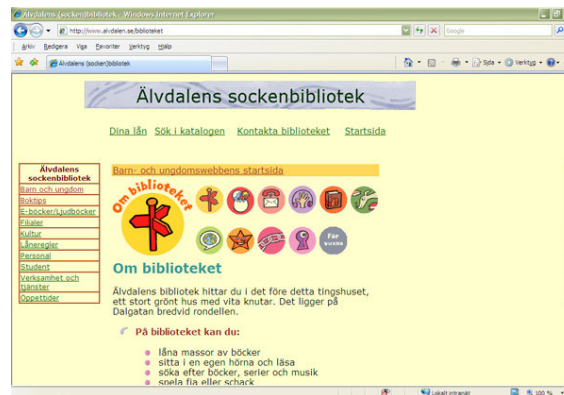 Älvdalens (socken)bibliotek - Windows Internet Explorer
http://www.alvdalen.se/biblioteket
Google
Arkiv Redigera Visa Favoriter Verktyg Hjälp
Älvdalens (socken)bibliotek
Sida Verktyg
Älvdalens sockenbibliotek
Dina lån Sök i katalogen Kontakta biblioteket Startsida
Älvdalens
sockenbibliotek
Barn och ungdom
Boktips
E-böcker/Ljudböcker
Filialer
Kultur
Låneregler
Personal
Student
Verksamhet och
tjänster
Öppettider
Barn- och ungdomswebbens startsida
Om biblioteket
För
vuxna
Om biblioteket
Älvdalens bibliotek hittar du i det före detta tingshuset,
ett stort grönt hus med vita knutar. Det ligger på
Dalgatan bredvid rondellen.
På biblioteket kan du:
låna massor av böcker
sitta i en egen hörna och läsa
söka efter böcker, serier och musik
spela fia eller schack
Lokalt intranät
100 %